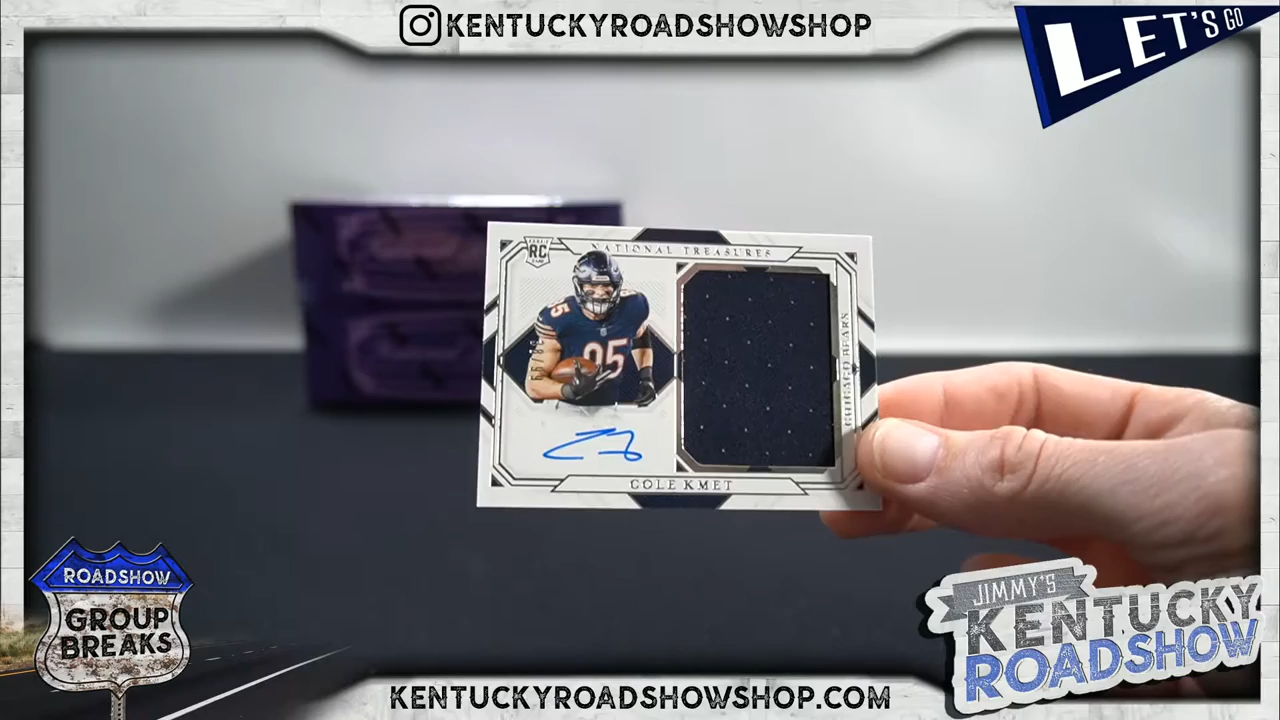 KENTUCKYROADSHOWSHOP
LET'S GO
RC
NATIONAL TREASURES
95
95
CHICAGO BEARS
COLE KMET
ROADSHOW
GROUP
BREAKS
JIMMY'S
KENTUCKY
ROADSHOW
KENTUCKYROADSHOWSHOP.COM